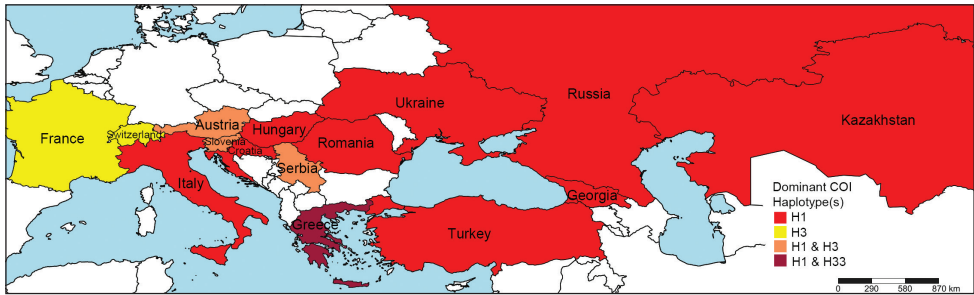 Ukraine
Russia
Kazakhstan
France
Switzerland
Austria
Hungary
Slovenia
Croatia
Romania
Italy
Serbia
Georgia
Greece
Turkey
Dominant COI
Haplotype(s)
H1
H3
H1 & H3
H1 & H33
0 290 580 870 km